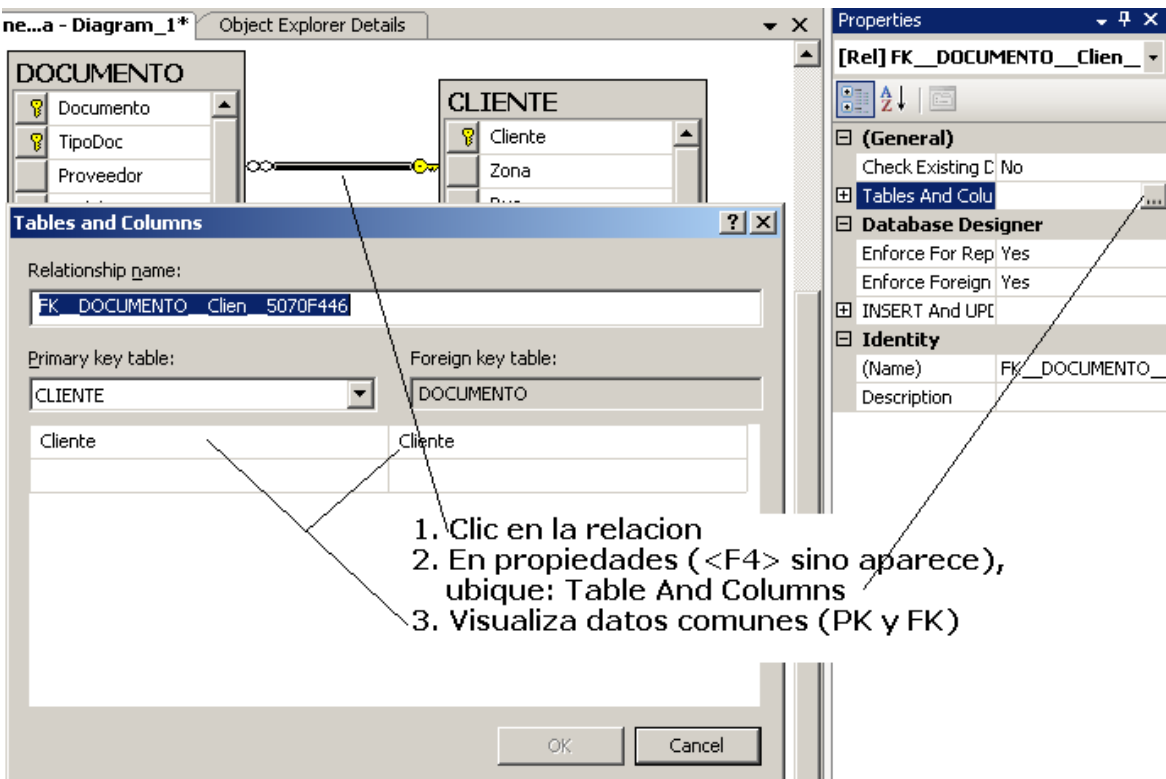 ne...a - Diagram_1*
Object Explorer Details
DOCUMENTO
Documento
TipoDoc
Proveedor
CLIENTE
Cliente
Zona
Tables and Columns
Relationship name:
FK__DOCUMENTO__Clien__5070F446
Primary key table:
Foreign key table:
CLIENTE
DOCUMENTO
Cliente
Cliente
1. Clic en la relacion
2. En propiedades (<F4> sino aparece),
ubique: Table And Columns
3. Visualiza datos comunes (PK y FK)
OK
Cancel
Properties
[Rel] FK__DOCUMENTO__Clien_
(General)
Check Existing D No
Tables And Colu
Database Designer
Enforce For Rep Yes
Enforce Foreign Yes
INSERT And UPD
Identity
(Name) FK__DOCUMENTO_
Description